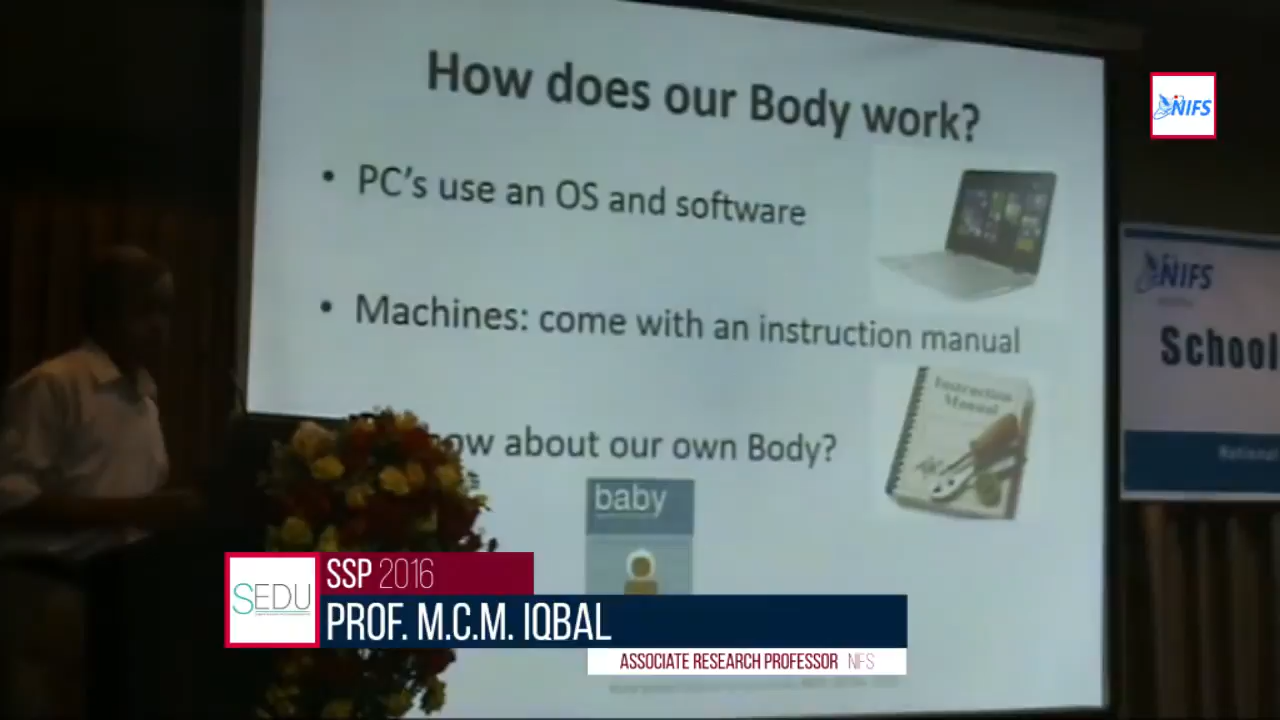 How does our Body work?
NIFS
• PC's use an OS and software
NIFS
• Machines: come with an instruction manual
School
Instruction
Manual
ow about our own Body?
National
baby
SSP 2016
SEDU
PROF. M.C.M. IQBAL
ASSOCIATE RESEARCH PROFESSOR NIFS